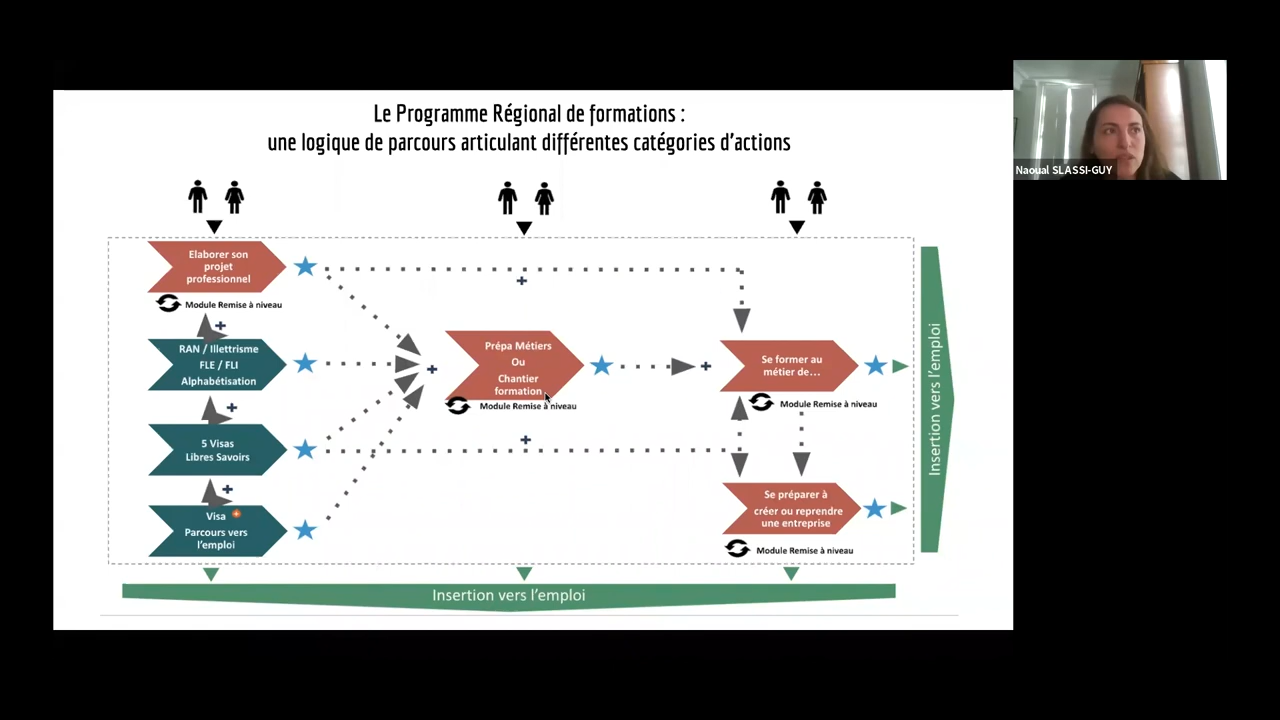 Le Programme Régional de formations :
une logique de parcours articulant différentes catégories d'actions
Naoual SLASSI-GUY
Elaborer son
projet
professionnel
Module Remise à niveau
RAN / Illettrisme
FLE / FLI
Alphabétisation
5 Visas
Libres Savoirs
Visa +
Parcours vers
l'emploi
Prépa Métiers
Ou
Chantier
formation
Module Remise à niveau
Se former au
métier de...
Module Remise à niveau
Se préparer à
créer ou reprendre
une entreprise
Module Remise à niveau
Insertion vers l'emploi
Insertion vers l'emploi